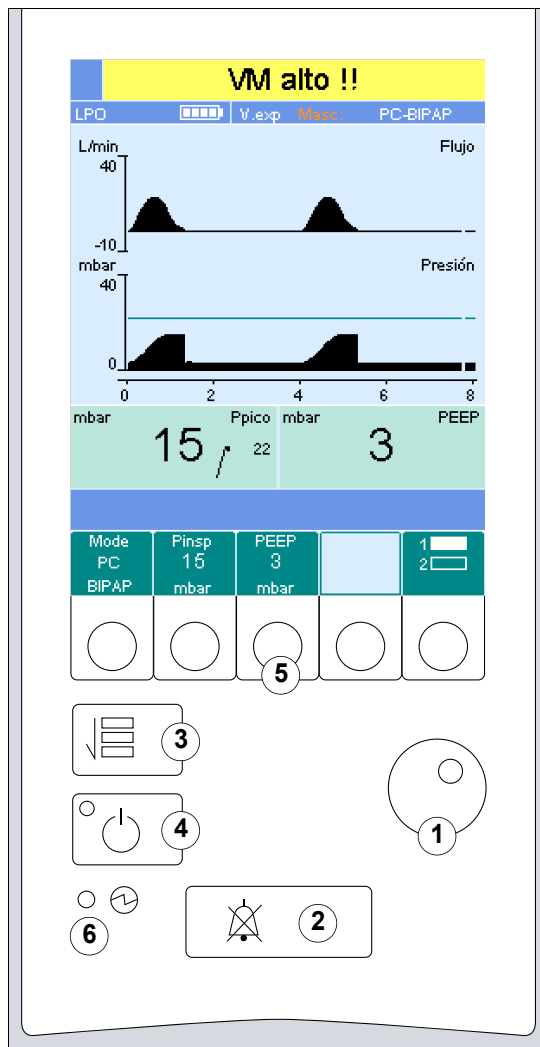 VM alto !!
LPO V.exp Masc. PC-BIPAP
L/min Flujo
40
-10
mbar Presión
40
0
0 2 4 6 8
mbar Ppico mbar PEEP
15 / 22 3
Mode Pinsp PEEP 1
PC 15 3 2
BIPAP mbar mbar
5
3
4
1
6
2